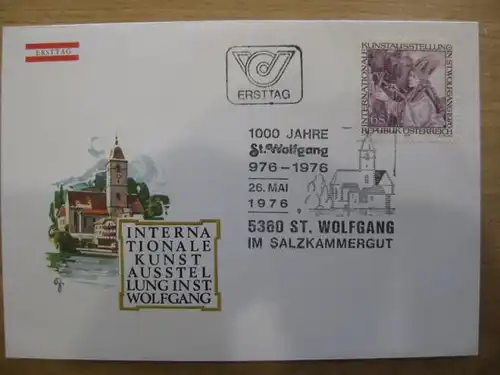 ERSTTAG
ERSTTAG
INTERNATIONALE
KUNSTAUSSTELLUNG
IN ST. WOLFGANG
6S
REPUBLIK ÖSTERREICH
1000 JAHRE
St. Wolfgang
976–1976
26. MAI
1976
5360 ST. WOLFGANG
IM SALZKAMMERGUT
INTERNA
TIONALE
KUNST
AUSSTEL
LUNG IN ST.
WOLFGANG